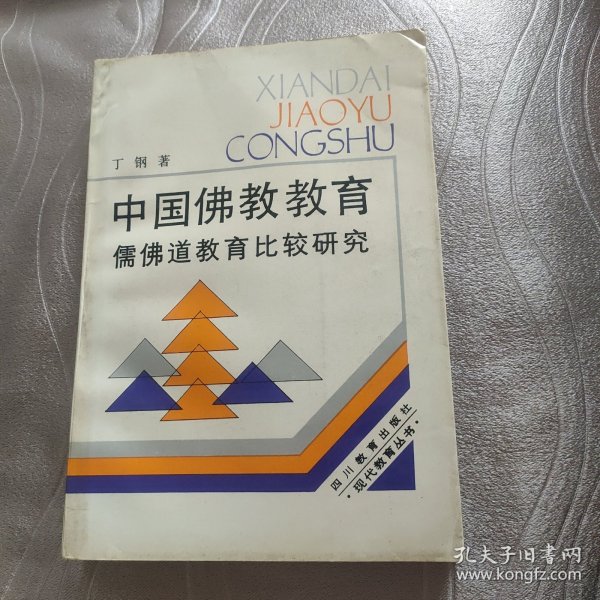 XIANDAI
JIAOYU
CONGSHU
丁钢著
中国佛教教育
儒佛道教育比较研究
四川教育出版社
·现代教育丛书·
孔夫子旧书网
www.kongfz.com